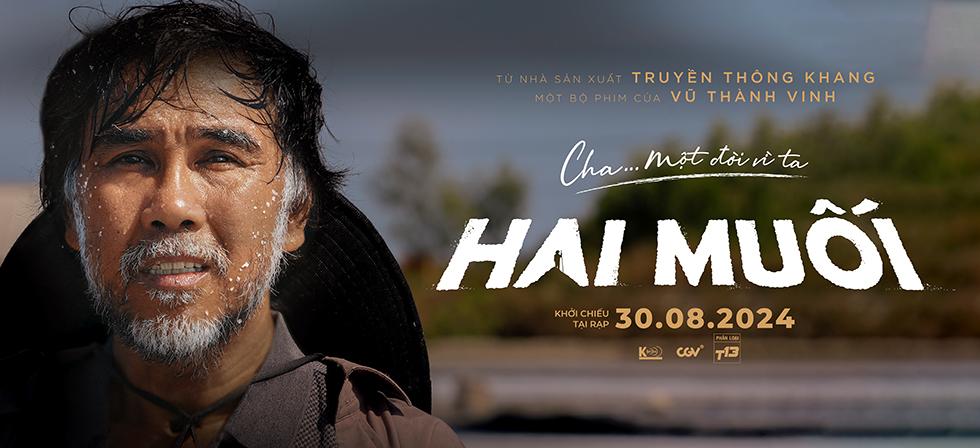 TỪ NHÀ SẢN XUẤT TRUYỀN THÔNG KHANG
MỘT BỘ PHIM CỦA VŨ THÀNH VINH
Cha... một đời vì ta
HAI MUỐI
KHỞI CHIẾU
TẠI RẠP 30.08.2024
K
CGV
PHÂN LOẠI
T13